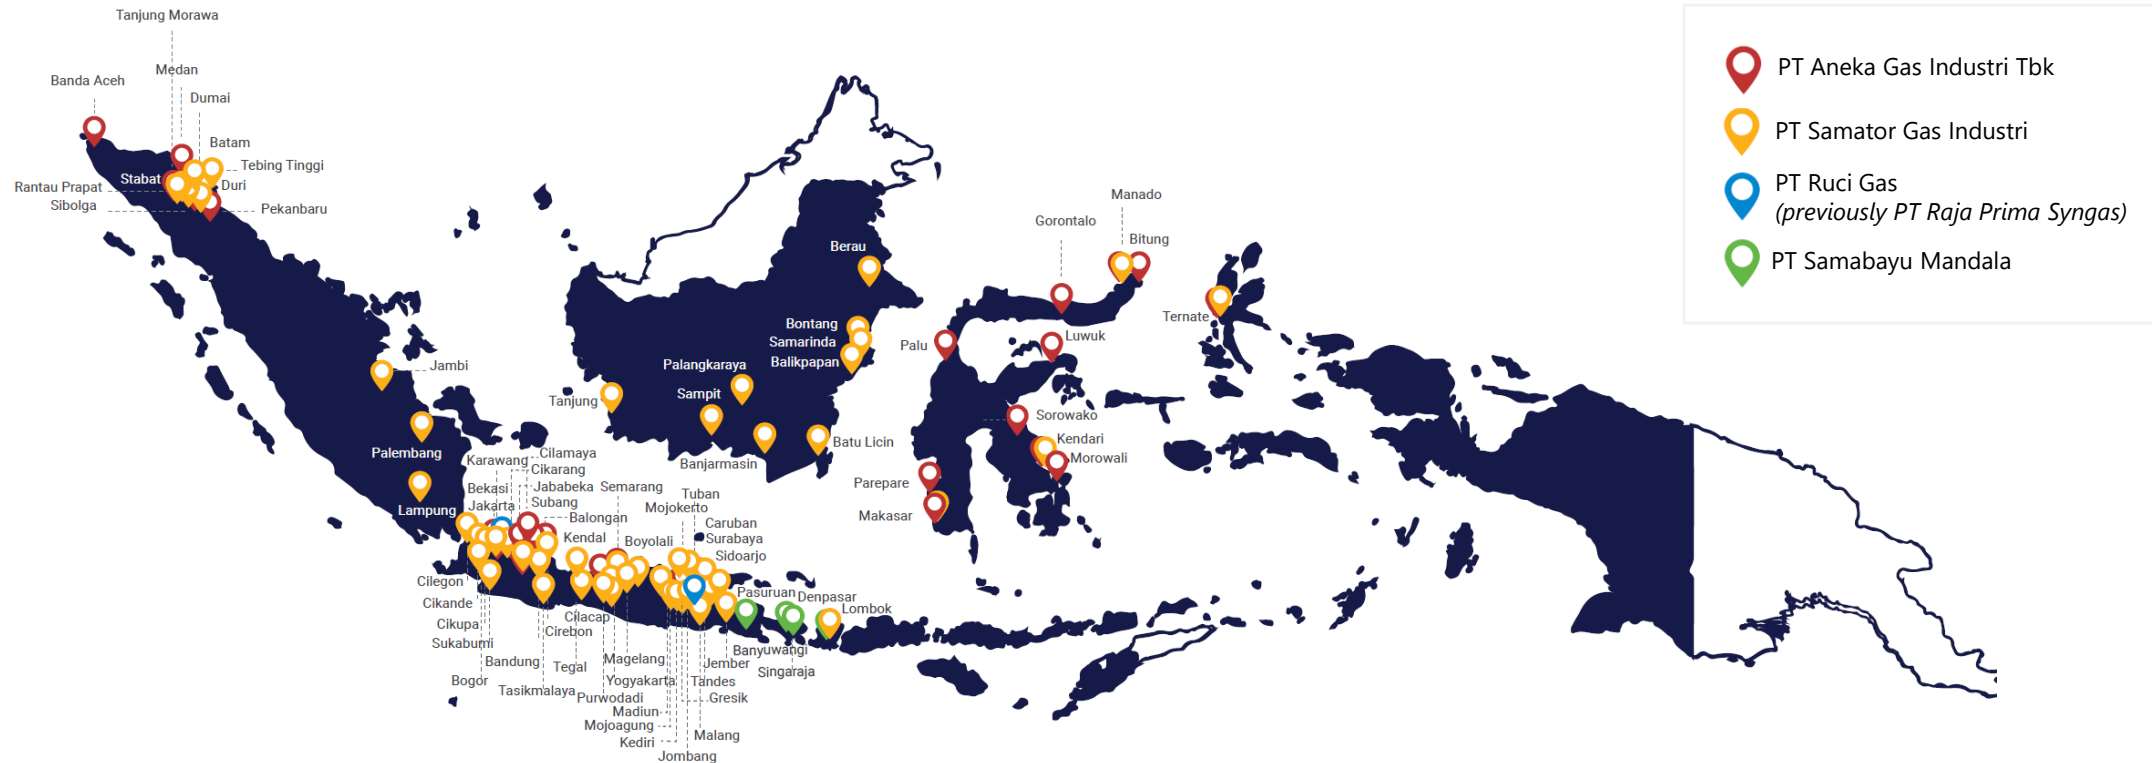 Tanjung Morawa
Medan
Banda Aceh
Dumai
Batam
Tebing Tinggi
Stabat
Duri
Rantau Prapat
Sibolga
Pekanbaru
Jambi
Palembang
Lampung
Berau
Bontang
Samarinda
Balikpapan
Palangkaraya
Sampit
Tanjung
Banjarmasin
Batu Licin
Manado
Gorontalo
Bitung
Ternate
Palu
Luwuk
Sorowako
Kendari
Morowali
Parepare
Makasar
Karawang
Cilamaya
Cikarang
Bekasi
Jababeka
Jakarta
Subang
Balongan
Semarang
Kendal
Boyolali
Tuban
Mojokerto
Caruban
Surabaya
Sidoarjo
Pasuruan
Denpasar
Lombok
Cilegon
Cikande
Cikupa
Sukabumi
Bogor
Bandung
Tasikmalaya
Cirebon
Cilacap
Tegal
Magelang
Yogyakarta
Purwodadi
Madiun
Mojoagung
Kediri
Jombang
Malang
Gresik
Tandes
Jember
Banyuwangi
Singaraja
PT Aneka Gas Industri Tbk
PT Samator Gas Industri
PT Ruci Gas
(previously PT Raja Prima Syngas)
PT Samabayu Mandala